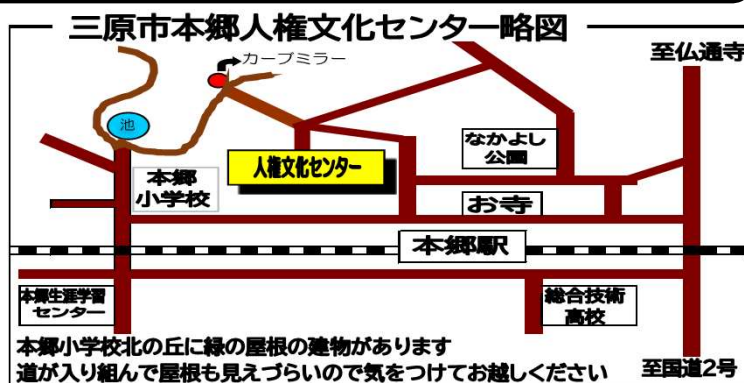 三原市本郷人権文化センター略図
カーブミラー
至仏通寺
池
なかよし
公園
人権文化センター
本郷
小学校
お寺
本郷駅
本郷生涯学習
センター
総合技術
高校
本郷小学校北の丘に緑の屋根の建物があります
道が入り組んで屋根も見えづらいので気をつけてお越しください
至国道2号